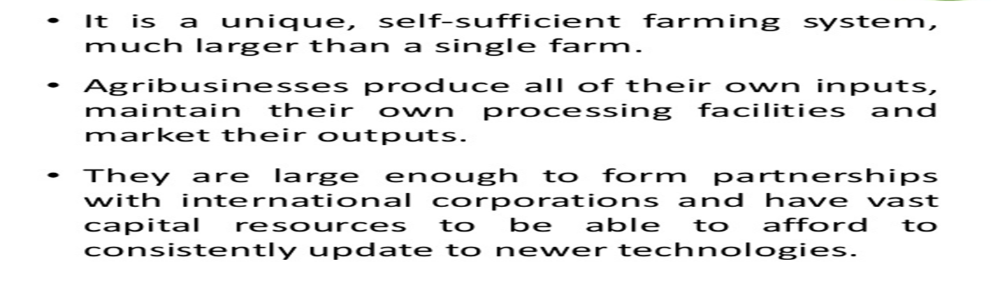 • It is a unique, self-sufficient farming system,
much larger than a single farm.
• Agribusinesses produce all of their own inputs,
maintain their own processing facilities and
market their outputs.
• They are large enough to form partnerships
with international corporations and have vast
capital resources to be able to afford to
consistently update to newer technologies.